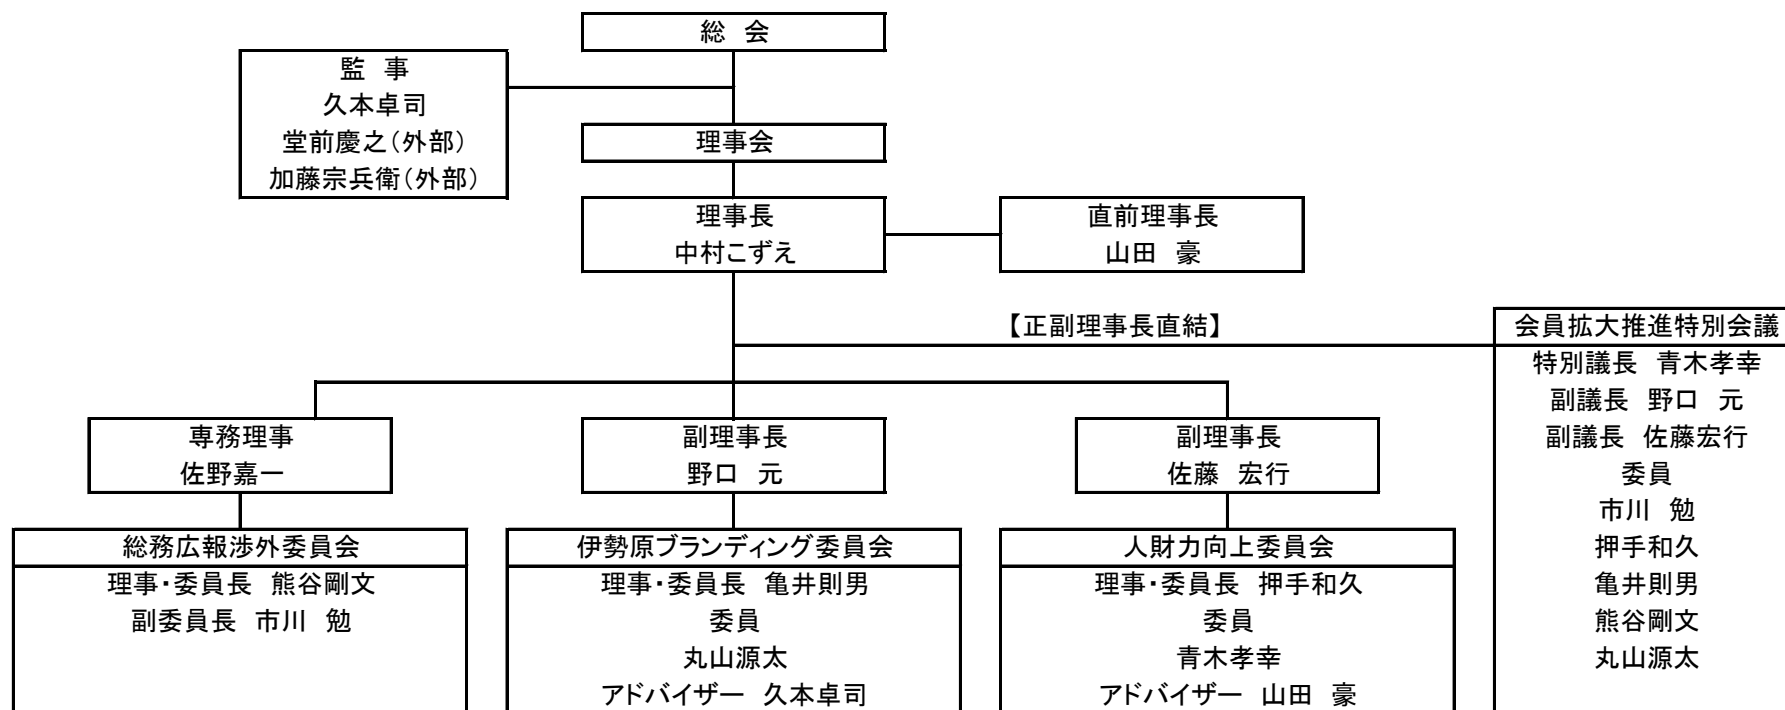 総　会
監　事
久本卓司
堂前慶之（外部）
加藤宗兵衛（外部）
理事会
理事長
中村こずえ
直前理事長
山田　豪
【正副理事長直結】
会員拡大推進特別会議
特別議長　青木孝幸
副議長　野口　元
副議長　佐藤宏行
委員
市川　勉
押手和久
亀井則男
熊谷剛文
丸山源太
専務理事
佐野嘉一
副理事長
野口　元
副理事長
佐藤　宏行
総務広報渉外委員会
理事・委員長　熊谷剛文
副委員長　市川　勉
伊勢原ブランディング委員会
理事・委員長　亀井則男
委員
丸山源太
アドバイザー　久本卓司
人財力向上委員会
理事・委員長　押手和久
委員
青木孝幸
アドバイザー　山田　豪